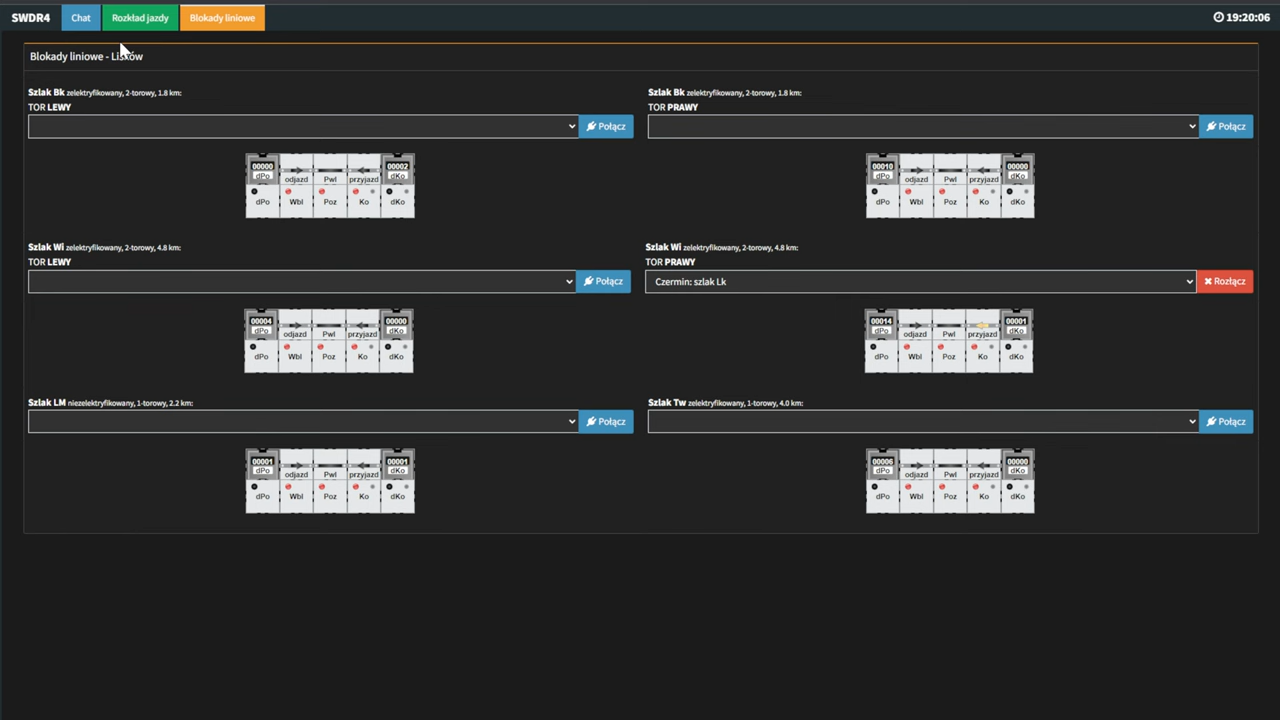 SWDR4 Chat Rozkład jazdy Blokady liniowe 19:20:06
Blokady liniowe - Lisków
Szlak Bk zelektryfikowany, 2-torowy, 1.8 km:
TOR LEWY
Połącz
00000 00002
dPo odjazd Pwl przyjazd dKo
dPo Wbl Poz Ko dKo
Szlak Bk zelektryfikowany, 2-torowy, 1.8 km:
TOR PRAWY
Połącz
00010 00000
dPo odjazd Pwl przyjazd dKo
dPo Wbl Poz Ko dKo
Szlak Wi zelektryfikowany, 2-torowy, 4.8 km:
TOR LEWY
Połącz
00004 00000
dPo odjazd Pwl przyjazd dKo
dPo Wbl Poz Ko dKo
Szlak Wi zelektryfikowany, 2-torowy, 4.8 km:
TOR PRAWY
Czermin: szlak Lk Rozłącz
00014 00001
dPo odjazd Pwl przyjazd dKo
dPo Wbl Poz Ko dKo
Szlak LM niezelektryfikowany, 1-torowy, 2.2 km:
Połącz
00001 00001
dPo odjazd Pwl przyjazd dKo
dPo Wbl Poz Ko dKo
Szlak Tw zelektryfikowany, 1-torowy, 4.0 km:
Połącz
00006 00000
dPo odjazd Pwl przyjazd dKo
dPo Wbl Poz Ko dKo